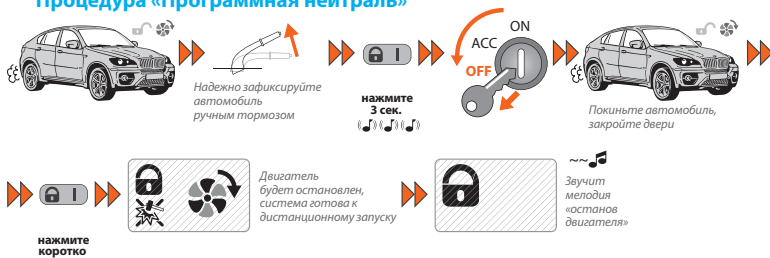 Процедура «Программная нейтраль»
Надежно зафиксируйте
автомобиль
ручным тормозом
нажмите
3 сек.
ON
ACC
OFF
Покиньте автомобиль,
закройте двери
нажмите
коротко
Двигатель
будет остановлен,
система готова к
дистанционному запуску
Звучит
мелодия
«останов
двигателя»